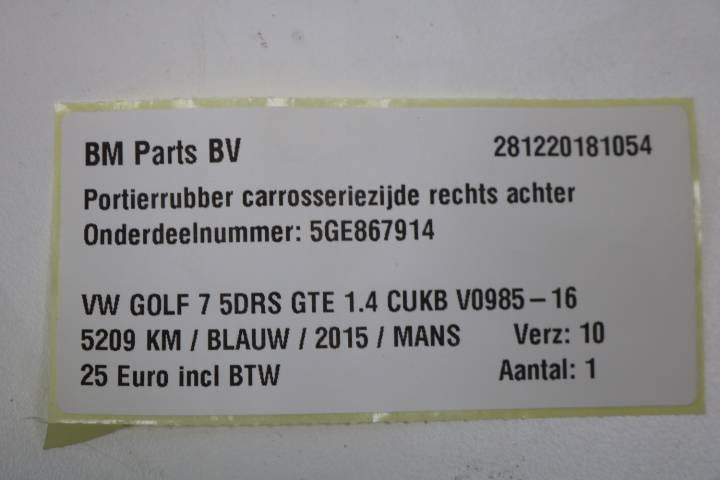 BM Parts BV 281220181054
Portierrubber carrosseriezijde rechts achter
Onderdeelnummer: 5GE867914
VW GOLF 7 5DRS GTE 1.4 CUKB V0985-16
5209 KM / BLAUW / 2015 / MANS Verz: 10
25 Euro incl BTW Aantal: 1